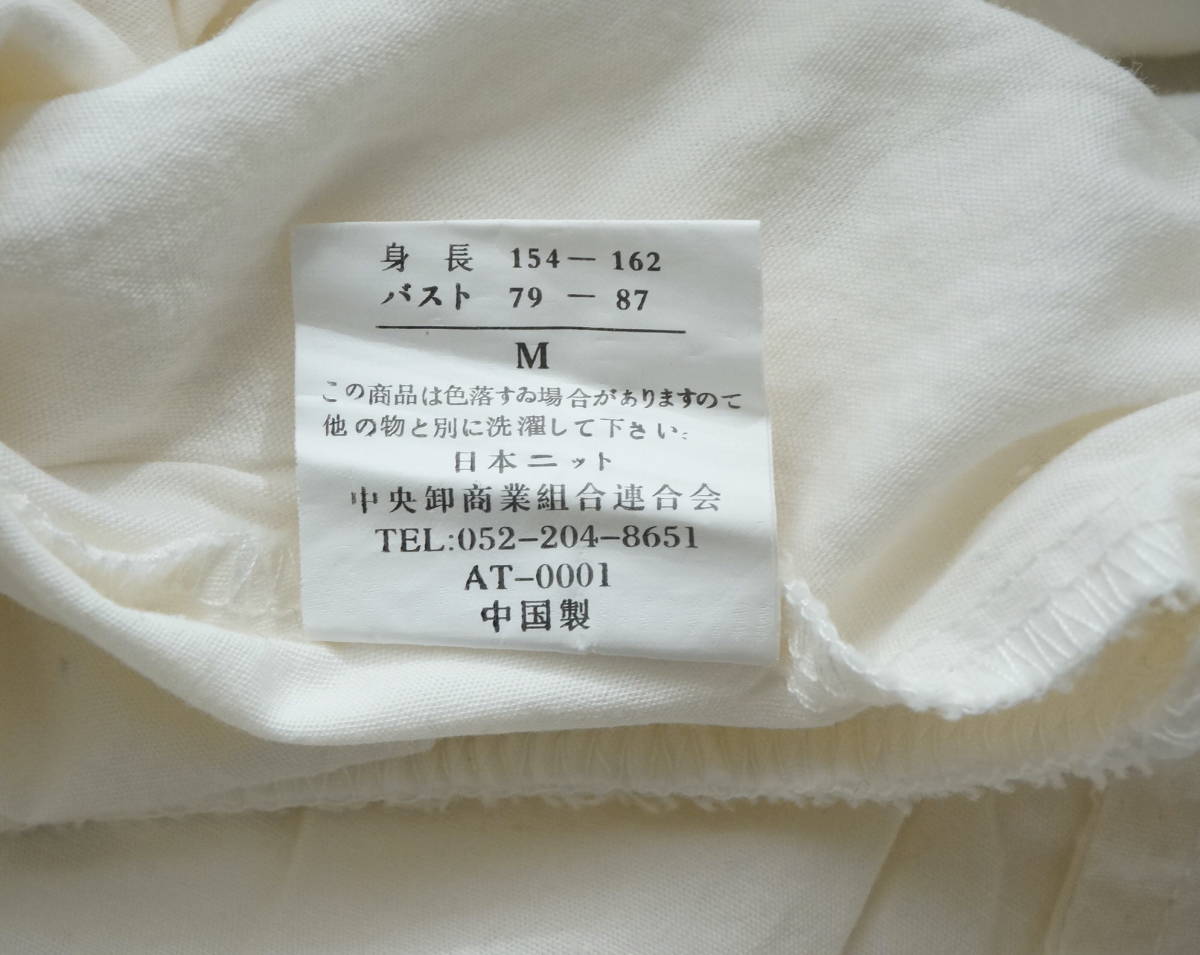 身長 154－162
バスト 79 － 87
M
この商品は色落すゐ場合がありますのて
他の物と別に洗濯して下さい。
日本ニット
中央卸商業組合連合会
TEL:052-204-8651
AT-0001
中国製